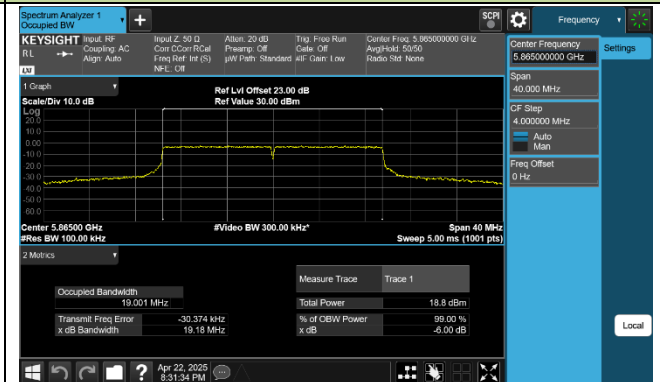 Spectrum Analyzer 1
Occupied BW
+
SCPI
Frequency
KEYSIGHT
RL
LXI
Input: RF
Coupling: AC
Align: Auto
Input Z: 50 Ω
Corr CCorr RCal
Freq Ref: Int (S)
NFE: Off
Atten: 20 dB
Preamp: Off
µW Path: Standard
Trig: Free Run
Gate: Off
#IF Gain: Low
Center Freq: 5.865000000 GHz
Avg|Hold: 50/50
Radio Std: None
Center Frequency
5.865000000 GHz
Settings
Span
40.000 MHz
CF Step
4.000000 MHz
Auto
Man
Freq Offset
0 Hz
1 Graph
Scale/Div 10.0 dB
Ref Lvl Offset 23.00 dB
Ref Value 30.00 dBm
Log
20.0
10.0
0.00
-10.0
-20.0
-30.0
-40.0
-50.0
-60.0
Center 5.86500 GHz
#Video BW 300.00 kHz*
Span 40 MHz
#Res BW 100.00 kHz
Sweep 5.00 ms (1001 pts)
2 Metrics
Measure Trace
Trace 1
Occupied Bandwidth
19.001 MHz
Total Power
18.8 dBm
Transmit Freq Error
-30.374 kHz
% of OBW Power
99.00 %
x dB Bandwidth
19.18 MHz
x dB
-6.00 dB
Local
?
Apr 22, 2025
8:31:34 PM